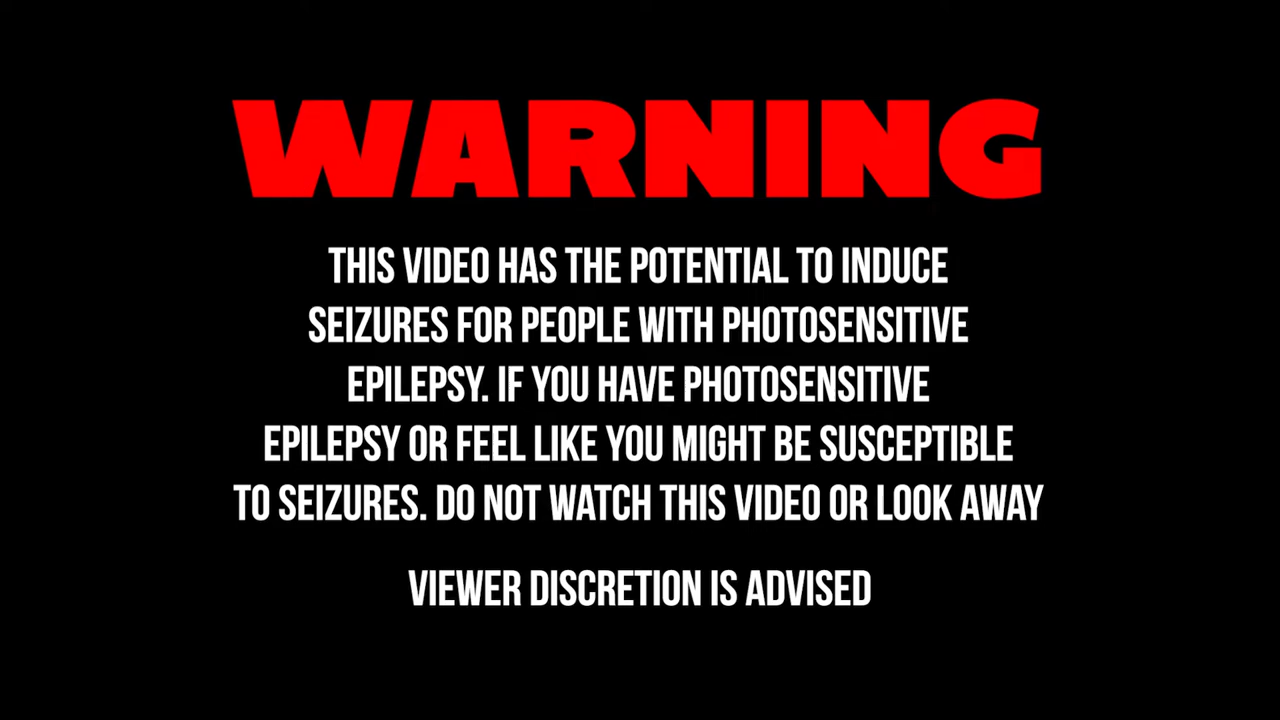 WARNING
THIS VIDEO HAS THE POTENTIAL TO INDUCE
SEIZURES FOR PEOPLE WITH PHOTOSENSITIVE
EPILEPSY. IF YOU HAVE PHOTOSENSITIVE
EPILEPSY OR FEEL LIKE YOU MIGHT BE SUSCEPTIBLE
TO SEIZURES. DO NOT WATCH THIS VIDEO OR LOOK AWAY
VIEWER DISCRETION IS ADVISED